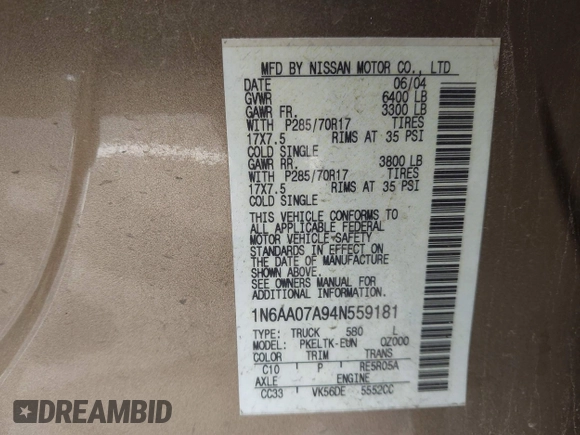 MFD BY NISSAN MOTOR CO., LTD
DATE 06/04
GVWR 6400 LB
GAWR FR. 3300 LB
WITH P285/70R17 TIRES
17X7.5 RIMS AT 35 PSI
COLD SINGLE
GAWR RR. 3800 LB
WITH P285/70R17 TIRES
17X7.5 RIMS AT 35 PSI
COLD SINGLE
THIS VEHICLE CONFORMS TO
ALL APPLICABLE FEDERAL
MOTOR VEHICLE-SAFETY
STANDARDS IN EFFECT ON
THE DATE OF MANUFACTURE
SHOWN ABOVE.
SEE OWNERS MANUAL FOR
ADDITIONAL INFORMATION
1N6AA07A94N559181
TYPE: TRUCK 580 L
MODEL: PKELTK-EUN QZ000
COLOR TRIM TRANS
C10 P RE5R05A
AXLE ENGINE
CC33 VK56DE 5552CC
DREAMBID